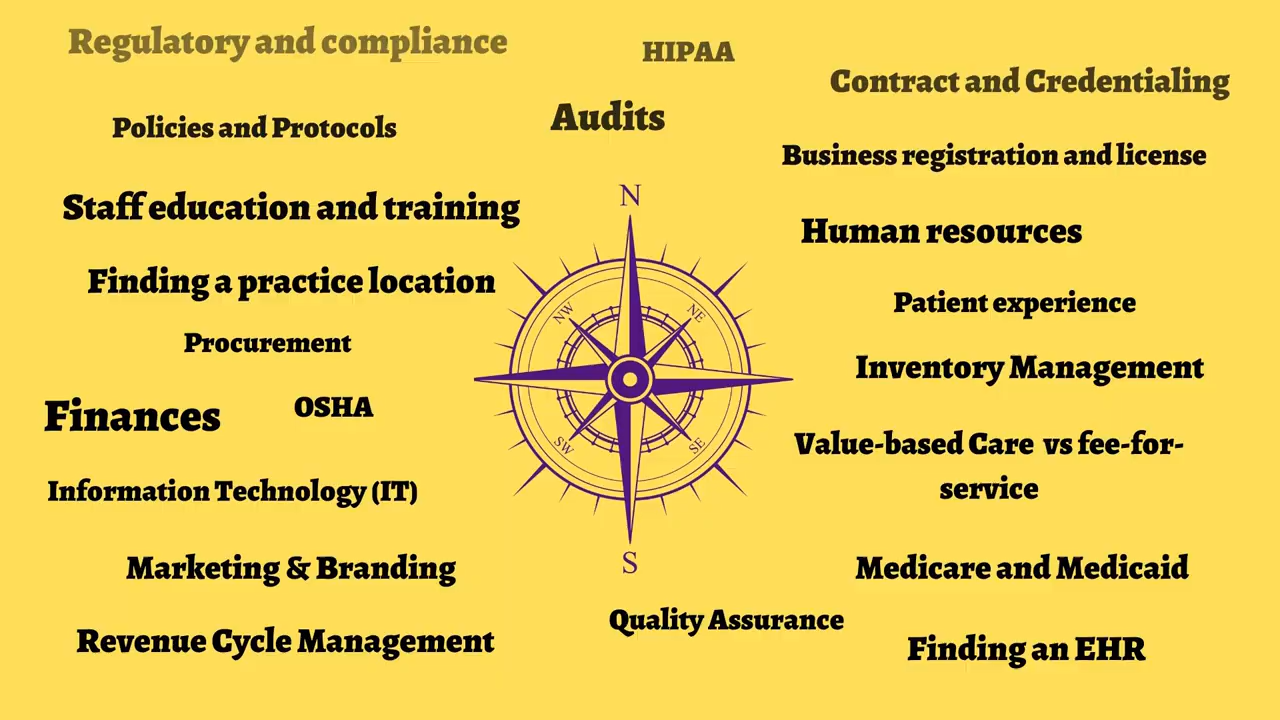 Regulatory and compliance
HIPAA
Contract and Credentialing
Audits
Policies and Protocols
Business registration and license
Staff education and training
N
Human resources
Finding a practice location
Patient experience
NW
NE
Procurement
Inventory Management
Finances
OSHA
Value-based Care vs fee-for-
service
SW
SE
Information Technology (IT)
Marketing & Branding
S
Medicare and Medicaid
Quality Assurance
Revenue Cycle Management
Finding an EHR